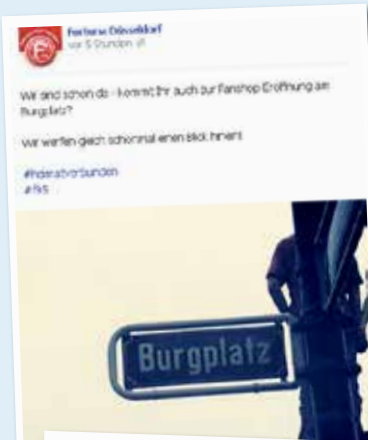 Fortuna Düsseldorf
vor 5 Stunden
Wir sind schon da - kommt Ihr auch zur Fanshop Eröffnung am
Burgplatz?
Wir werfen gleich schonmal einen Blick hinein!
#heimatverbunden
#f95
Burgplatz